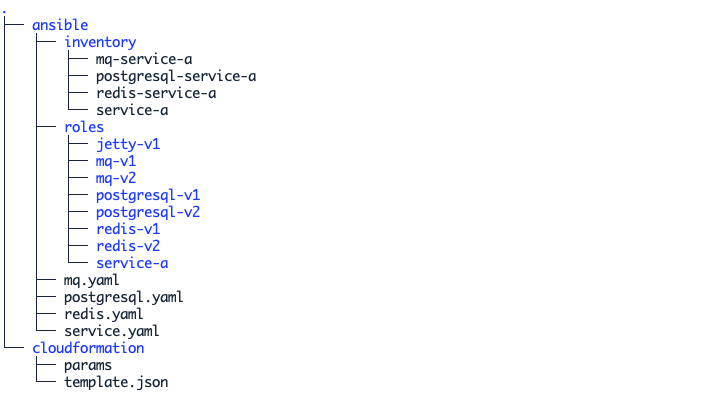 .
ansible
inventory
mq-service-a
postgresql-service-a
redis-service-a
service-a
roles
jetty-v1
mq-v1
mq-v2
postgresql-v1
postgresql-v2
redis-v1
redis-v2
service-a
mq.yaml
postgresql.yaml
redis.yaml
service.yaml
cloudformation
params
template.json